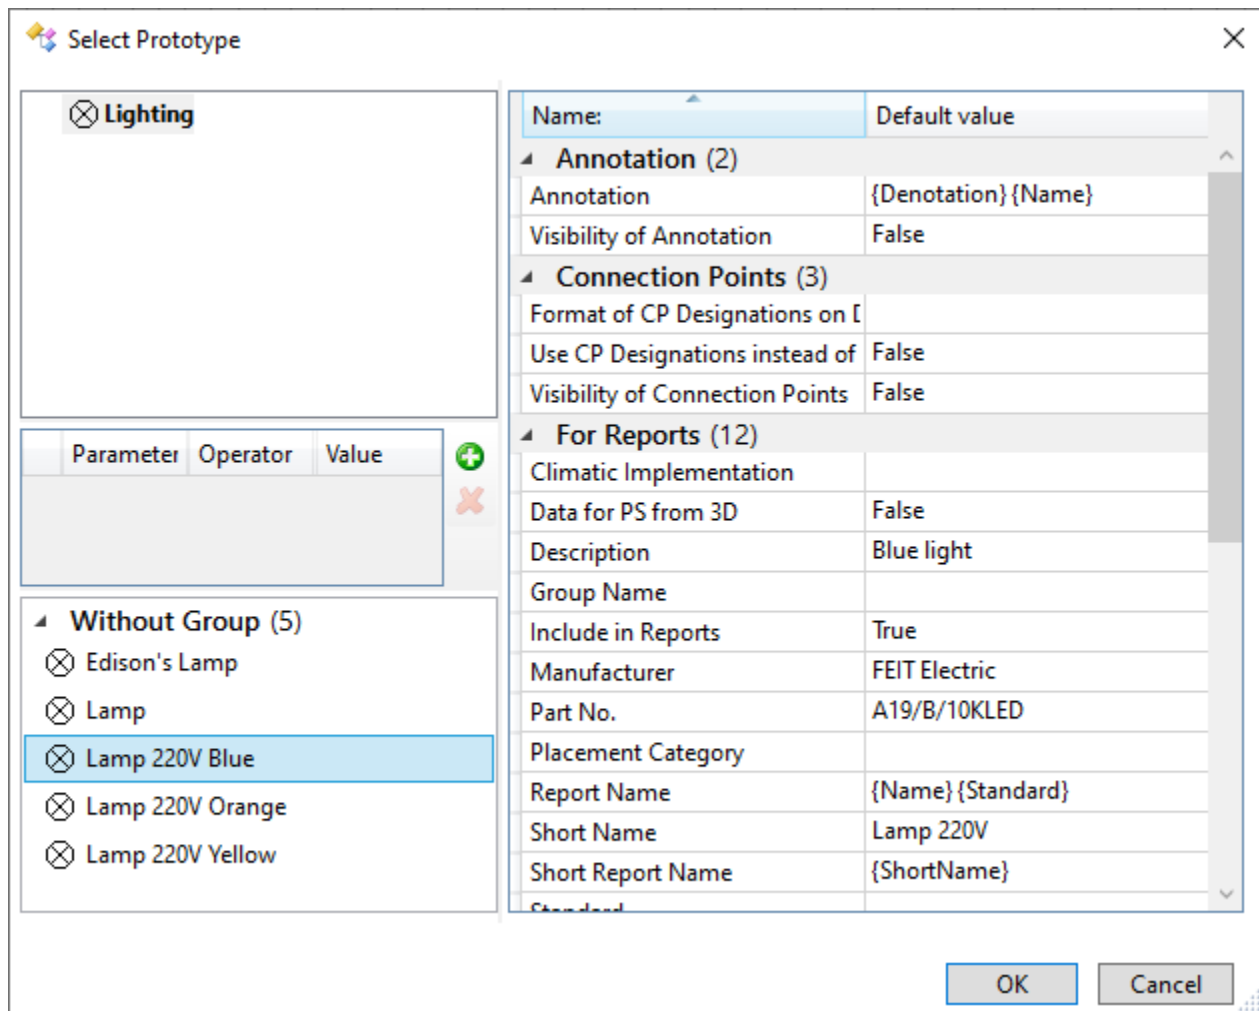 Select Prototype
Lighting
Parameter Operator Value
Without Group (5)
Edison's Lamp
Lamp
Lamp 220V Blue
Lamp 220V Orange
Lamp 220V Yellow
Name: Default value
Annotation (2)
Annotation {Denotation} {Name}
Visibility of Annotation False
Connection Points (3)
Format of CP Designations on
Use CP Designations instead of False
Visibility of Connection Points False
For Reports (12)
Climatic Implementation
Data for PS from 3D False
Description Blue light
Group Name
Include in Reports True
Manufacturer FEIT Electric
Part No. A19/B/10KLED
Placement Category
Report Name {Name} {Standard}
Short Name Lamp 220V
Short Report Name {ShortName}
Standard
OK Cancel